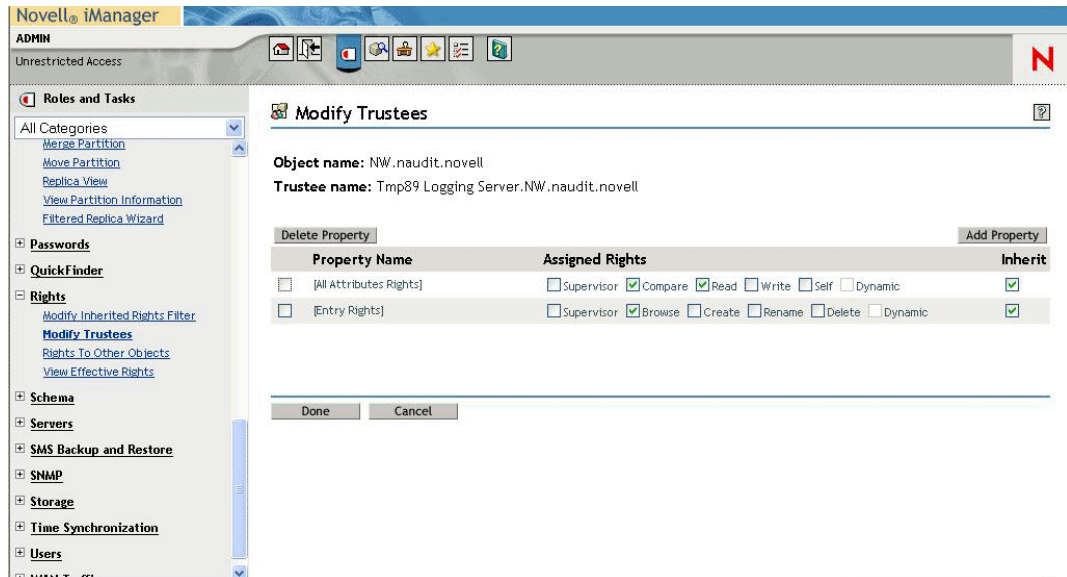 Novell® iManager
ADMIN
Unrestricted Access
N
Roles and Tasks
All Categories
Merge Partition
Move Partition
Replica View
View Partition Information
Filtered Replica Wizard
Passwords
QuickFinder
Rights
Modify Inherited Rights Filter
Modify Trustees
Rights To Other Objects
View Effective Rights
Schema
Servers
SMS Backup and Restore
SNMP
Storage
Time Synchronization
Users
Modify Trustees
?
Object name: NW.naudit.novell
Trustee name: Tmp89 Logging Server.NW.naudit.novell
Delete Property Add Property
Property Name Assigned Rights Inherit
[All Attributes Rights] Supervisor Compare Read Write Self Dynamic
[Entry Rights] Supervisor Browse Create Rename Delete Dynamic
Done Cancel